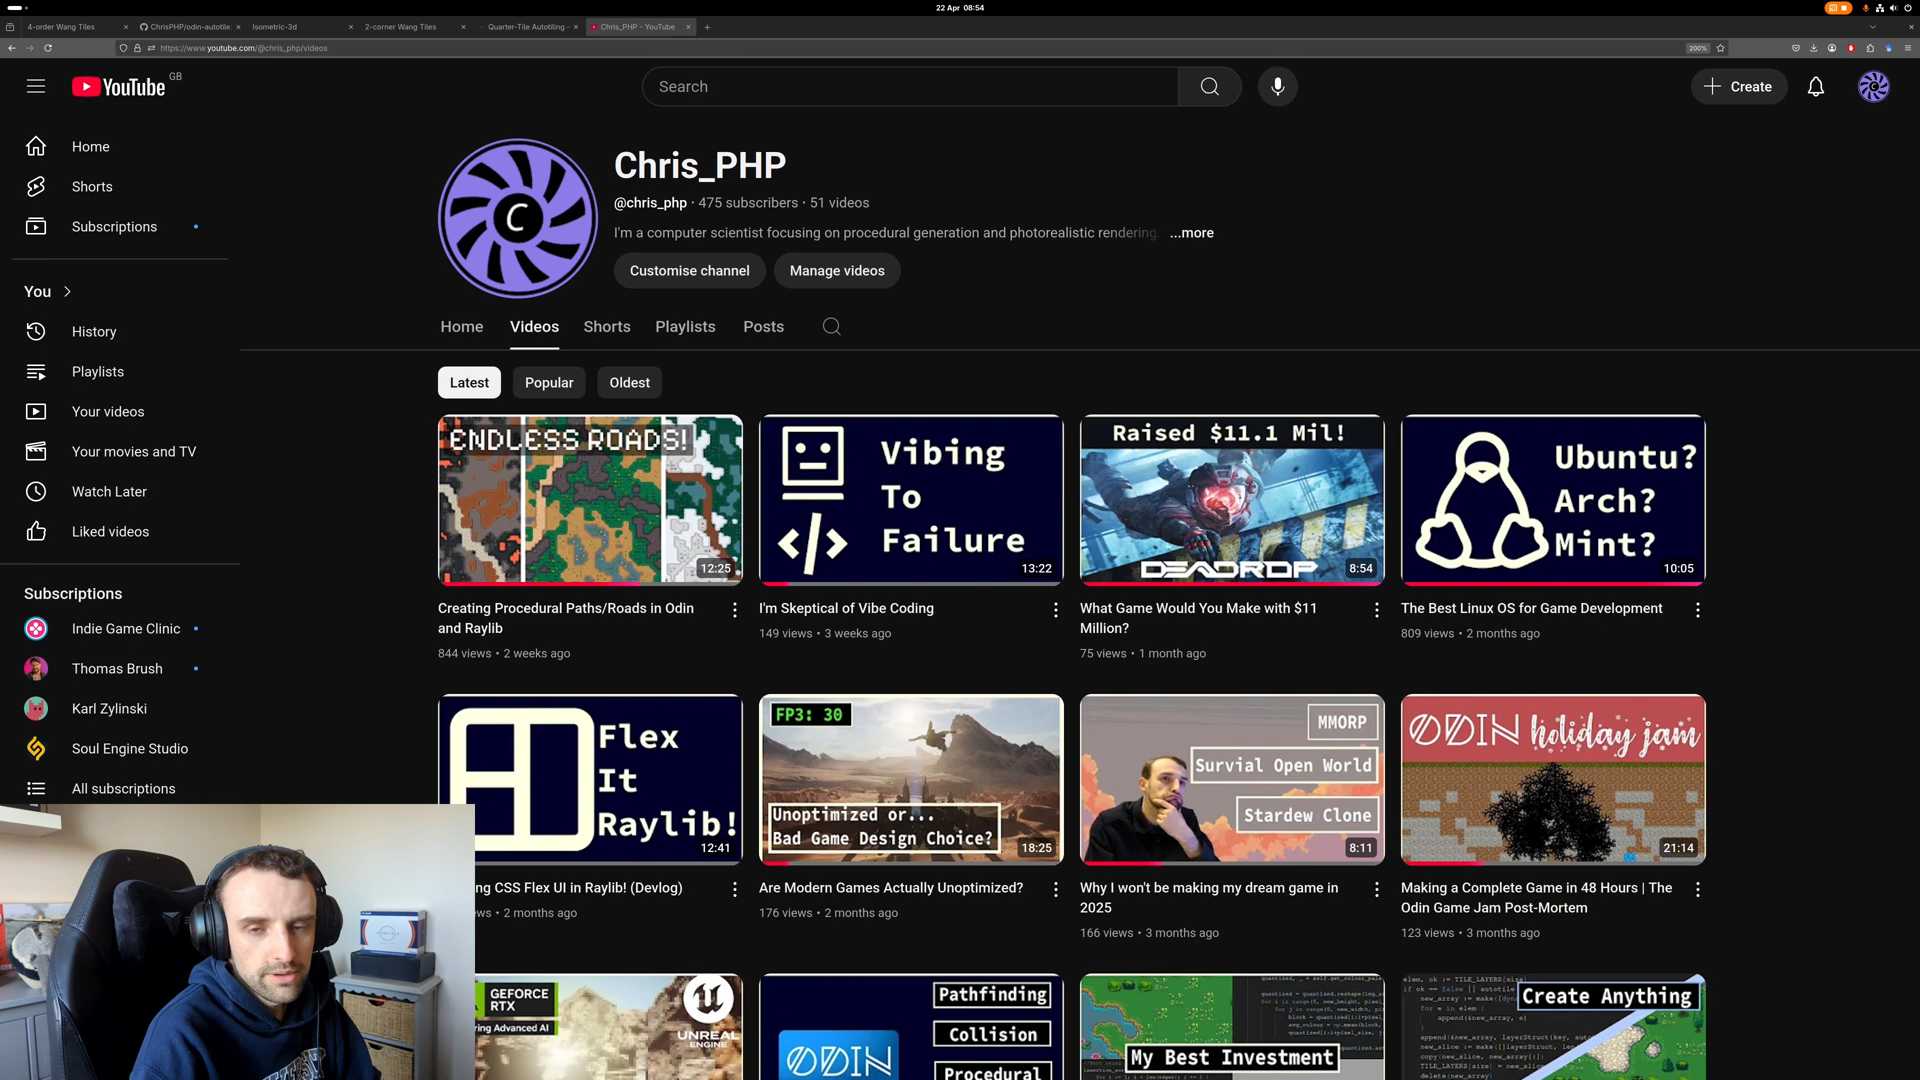 22 Apr 08:54
4-order Wang Tiles
ChrisPHP/odin-autotile
Isometric-3d
2-corner Wang Tiles
Quarter-Tile Autotiling -
Chris_PHP - YouTube
https://www.youtube.com/@chris_php/videos
200%
YouTube GB
Search
Create
Home
Shorts
Subscriptions
You
History
Playlists
Your videos
Your movies and TV
Watch Later
Liked videos
Subscriptions
Indie Game Clinic
Thomas Brush
Karl Zylinski
Soul Engine Studio
All subscriptions
C
Chris_PHP
@chris_php · 475 subscribers · 51 videos
I'm a computer scientist focusing on procedural generation and photorealistic rendering. ...more
Customise channel
Manage videos
Home
Videos
Shorts
Playlists
Posts
Latest
Popular
Oldest
ENDLESS ROADS!
12:25
Creating Procedural Paths/Roads in Odin
and Raylib
844 views • 2 weeks ago
Vibing
To
Failure
13:22
I'm Skeptical of Vibe Coding
149 views • 3 weeks ago
Raised $11.1 Mil!
DEADROP
8:54
What Game Would You Make with $11
Million?
75 views • 1 month ago
Ubuntu?
Arch?
Mint?
10:05
The Best Linux OS for Game Development
809 views • 2 months ago
Flex
It
Raylib!
12:41
ng CSS Flex UI in Raylib! (Devlog)
ws • 2 months ago
FP3: 30
Unoptimized or...
Bad Game Design Choice?
18:25
Are Modern Games Actually Unoptimized?
176 views • 2 months ago
MMORP
Survial Open World
Stardew Clone
8:11
Why I won't be making my dream game in
2025
166 views • 3 months ago
ODIN holiday jam
21:14
Making a Complete Game in 48 Hours | The
Odin Game Jam Post-Mortem
123 views • 3 months ago
GEFORCE
RTX
ring Advanced AI
UNREAL
ENGINE
Pathfinding
Collision
Procedural
ODIN
My Best Investment
Create Anything